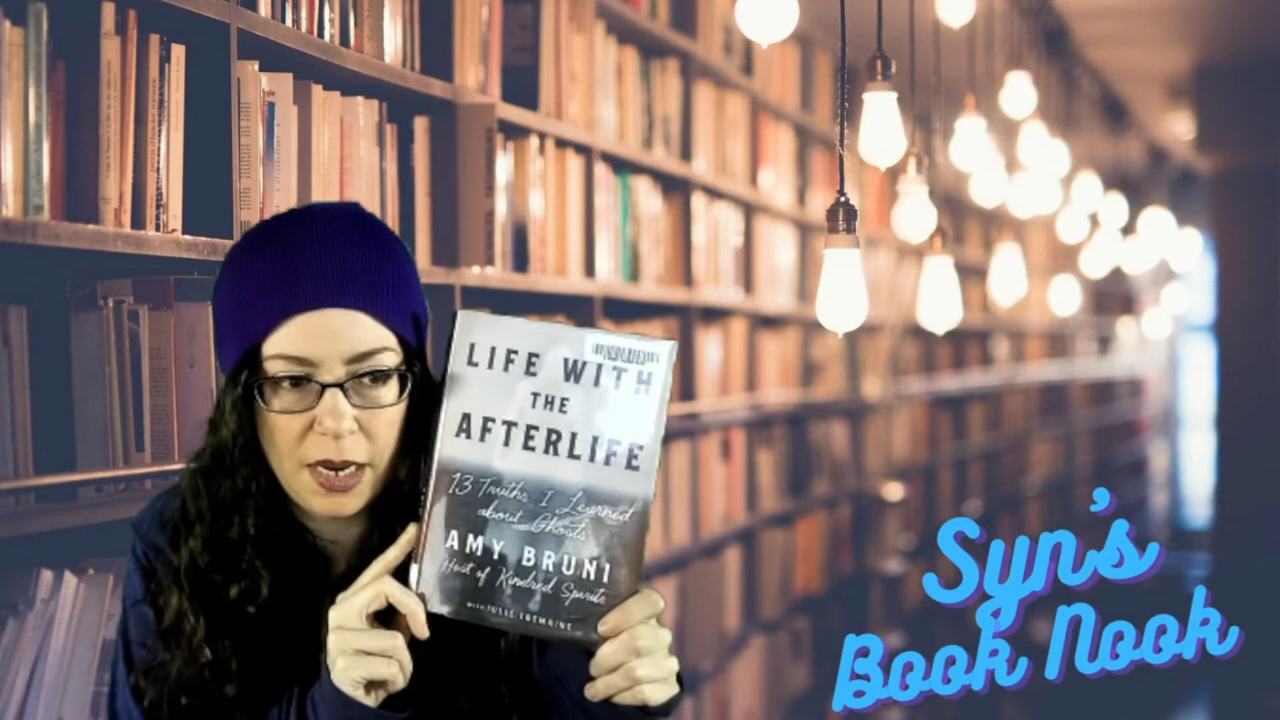 LIFE WITH
THE
AFTERLIFE
13 Truths I Learned
about Ghosts
AMY BRUNI
Host of Kindred Spirits
WITH JULIE TREMAINE
Syn's
Book Nook